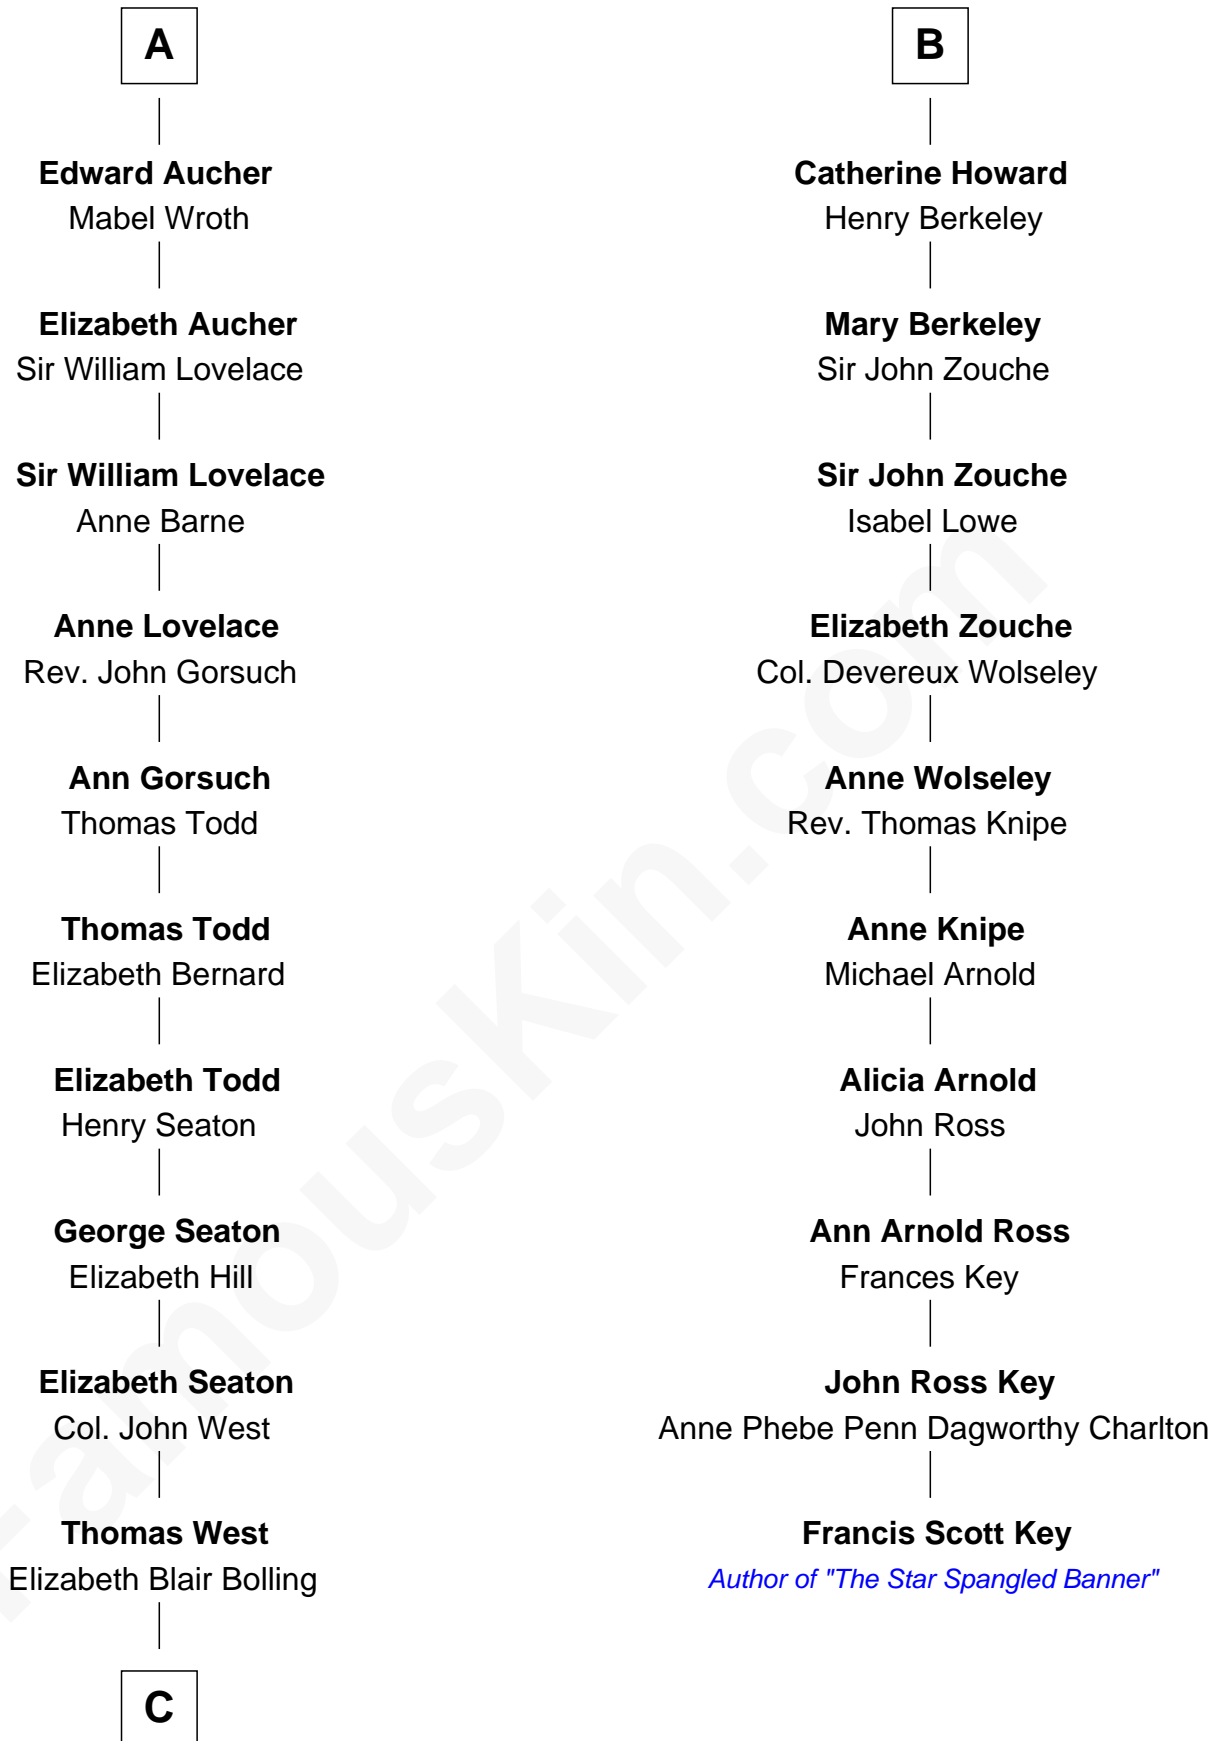 A
Edward Aucher
Mabel Wroth
Elizabeth Aucher
Sir William Lovelace
Sir William Lovelace
Anne Barne
Anne Lovelace
Rev. John Gorsuch
Ann Gorsuch
Thomas Todd
Thomas Todd
Elizabeth Bernard
Elizabeth Todd
Henry Seaton
George Seaton
Elizabeth Hill
Elizabeth Seaton
Col. John West
Thomas West
Elizabeth Blair Bolling
C
B
Catherine Howard
Henry Berkeley
Mary Berkeley
Sir John Zouche
Sir John Zouche
Isabel Lowe
Elizabeth Zouche
Col. Devereux Wolseley
Anne Wolseley
Rev. Thomas Knipe
Anne Knipe
Michael Arnold
Alicia Arnold
John Ross
Ann Arnold Ross
Frances Key
John Ross Key
Anne Phebe Penn Dagworthy Charlton
Francis Scott Key
Author of "The Star Spangled Banner"
FamousKin.com